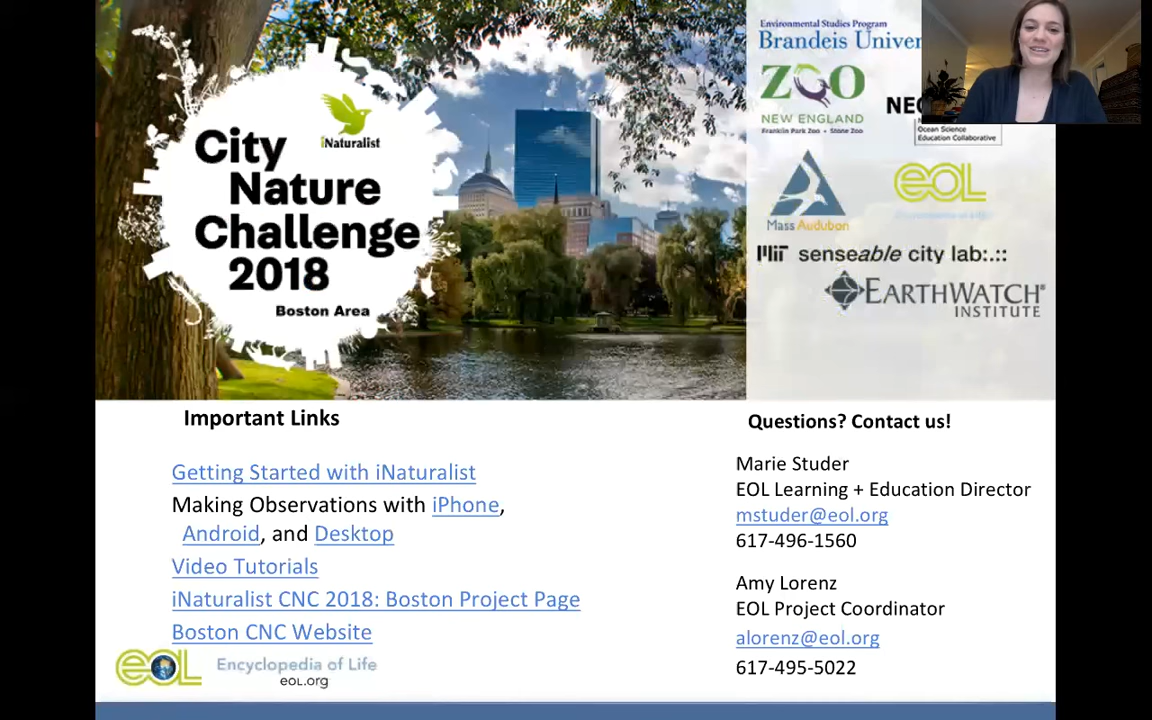 City
Nature
Challenge
2018
Boston Area
iNaturalist
Environmental Studies Program
Brandeis Univer
ZOO
NEW ENGLAND
Franklin Park Zoo • Stone Zoo
Ocean Science
Education Collaborative
Mass Audubon
eol
MIT senseable city lab:.::
EARTHWATCH®
INSTITUTE
Important Links
Getting Started with iNaturalist
Making Observations with iPhone,
Android, and Desktop
Video Tutorials
iNaturalist CNC 2018: Boston Project Page
Boston CNC Website
eol Encyclopedia of Life
eol.org
Questions? Contact us!
Marie Studer
EOL Learning + Education Director
mstuder@eol.org
617-496-1560
Amy Lorenz
EOL Project Coordinator
alorenz@eol.org
617-495-5022